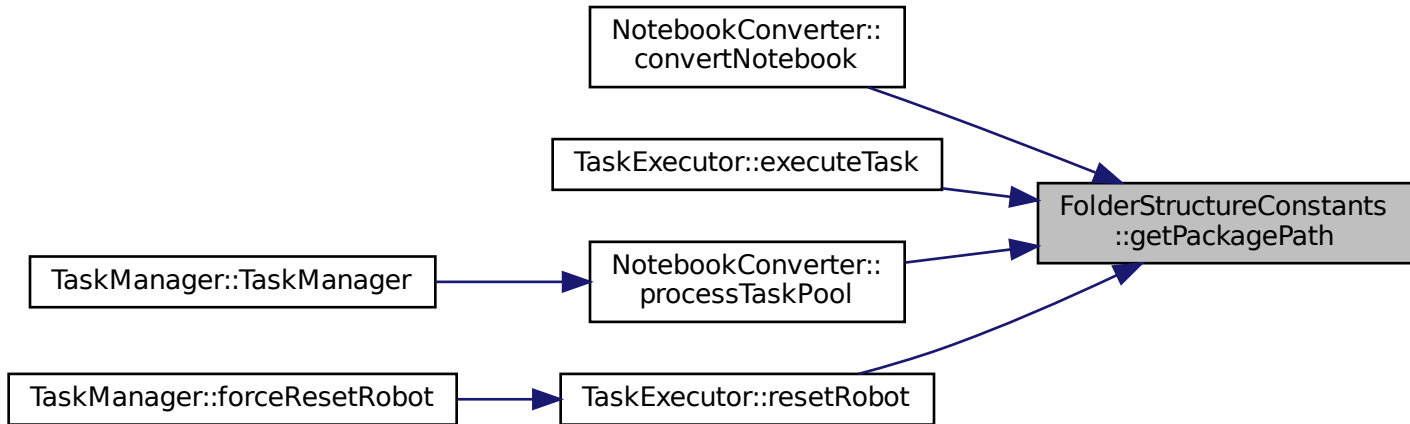 NotebookConverter::
convertNotebook
TaskExecutor::executeTask
FolderStructureConstants
::getPackagePath
TaskManager::TaskManager
NotebookConverter::
processTaskPool
TaskManager::forceResetRobot
TaskExecutor::resetRobot